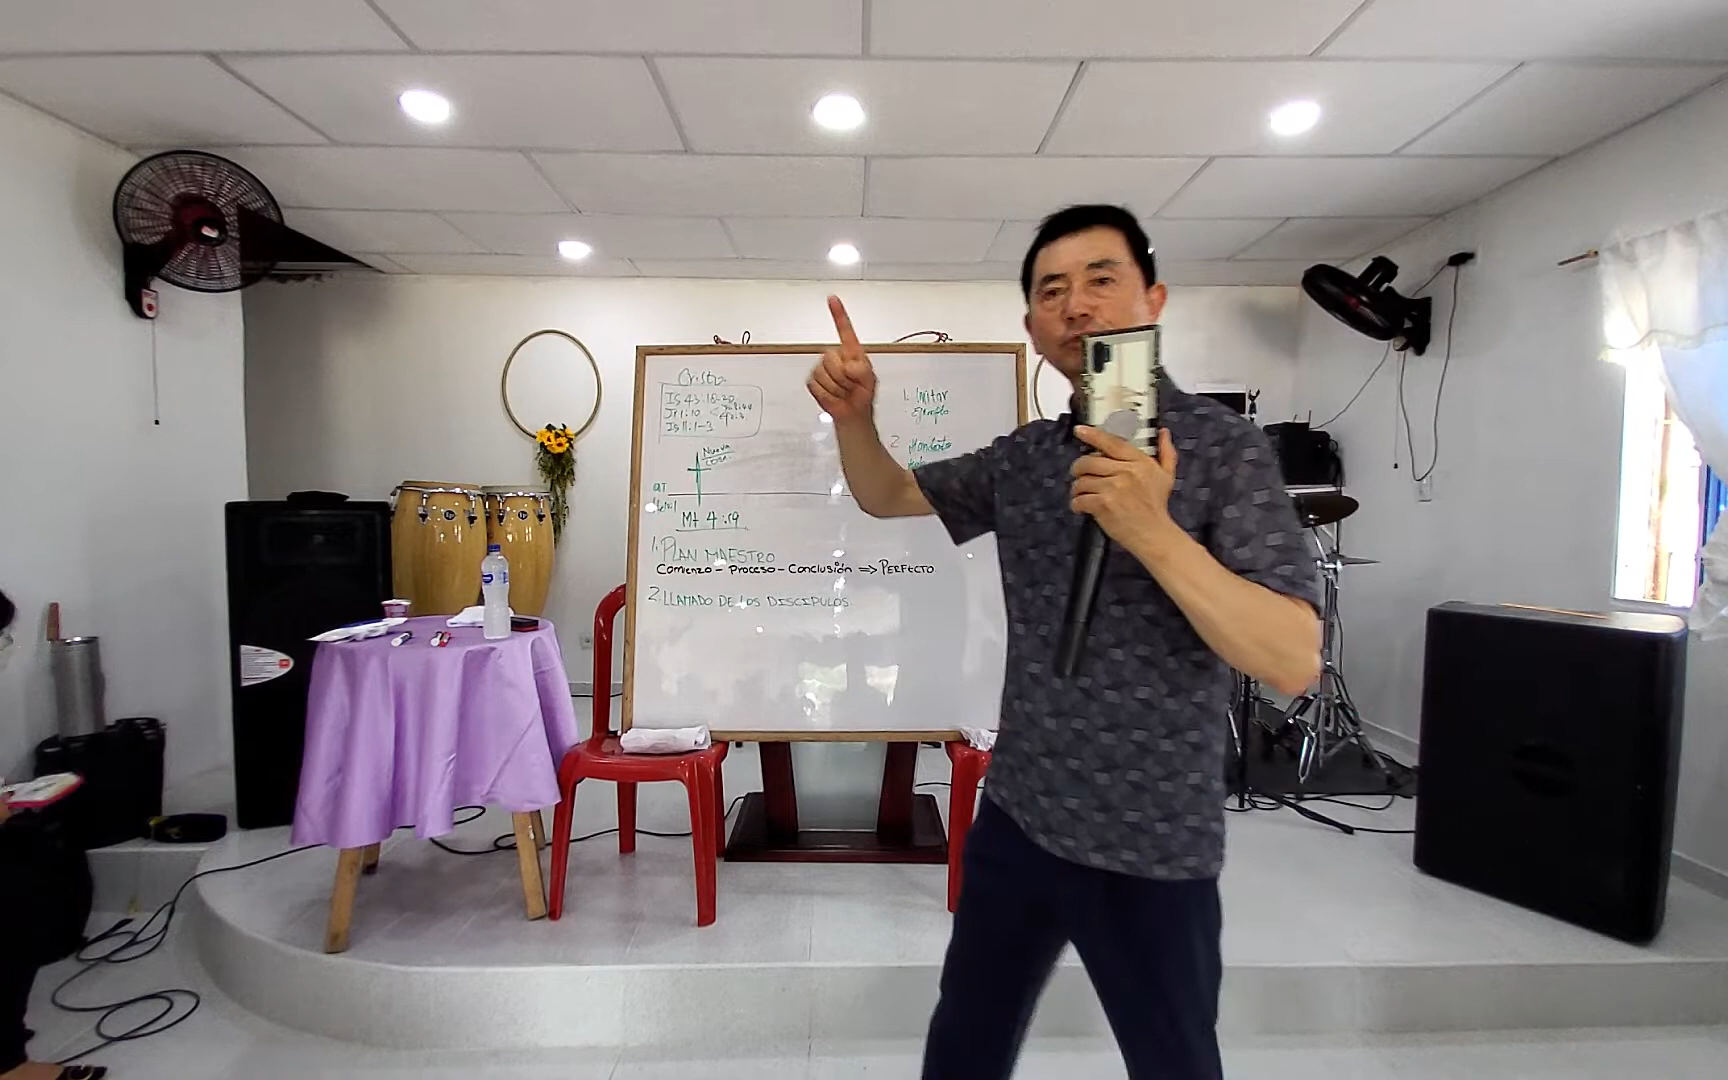 Cristo
Is 43:18-20
Jr 1:10
Is 11:1-3
Nueva
cosa
Mt 4:19
1. PLAN MAESTRO
Comienzo - Proceso - Conclusión => PERFECTO
2. LLAMADO DE LOS DISCIPULOS
1. Imitar
- Ejemplo
2